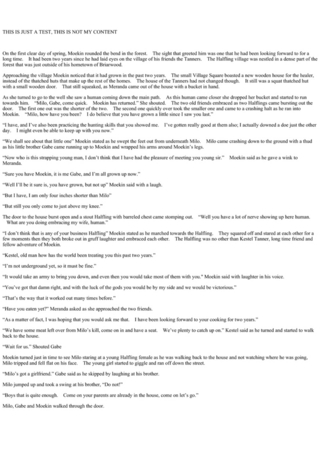 THIS IS JUST A TEST, THIS IS NOT MY CONTENT
On the first clear day of spring, Mookin rounded the bend in the forest. The sight that greeted him was one that he had been looking forward to for a
long time. It had been two years since he had laid eyes on the village of his friends the Tanners. The Halfling village was nestled in a dense part of the
forest that was just outside of his hometown of Briarwood.
Approaching the village Mookin noticed that it had grown in the past two years. The small Village Square boasted a new wooden house for the healer,
instead of the thatched huts that make up the rest of the homes. The house of the Tanners had not changed though. It still was a squat thatched hut
with a small wooden door. That still squeaked, as Meranda came out of the house with a bucket in hand.
As she turned to go to the well she saw a human coming down the main path. As this human came closer she dropped her bucket and started to run
towards him. "Milo, Gabe, come quick. Mookin has returned." She shouted. The two old friends embraced as two Halflings came bursting out the
door. The first one out was the shorter of the two. The second one quickly over took the smaller one and came to a crashing halt as he ran into
Mookin. "Milo, how have you been? I do believe that you have grown a little since I saw you last."
"I have, and I've also been practicing the hunting skills that you showed me. I've gotten really good at them also; I actually downed a doe just the other
day. I might even be able to keep up with you now."
"We shall see about that little one" Mookin stated as he swept the feet out from underneath Milo. Milo came crashing down to the ground with a thud
as his little brother Gabe came running up to Mookin and wrapped his arms around Mookin's legs.
"Now who is this strapping young man, I don't think that I have had the pleasure of meeting you young sir." Mookin said as he gave a wink to
Meranda.
"Sure you have Mookin, it is me Gabe, and I'm all grown up now."
"Well I'll be it sure is, you have grown, but not up" Mookin said with a laugh.
"But I have, I am only four inches shorter than Milo"
"But still you only come to just above my knee."
The door to the house burst open and a stout Halfling with barreled chest came stomping out. "Well you have a lot of nerve showing up here human.
What are you doing embracing my wife, human."
"I don't think that is any of your business Halfling" Mookin stated as he marched towards the Halfling. They squared off and stared at each other for a
few moments then they both broke out in gruff laughter and embraced each other. The Halfling was no other than Kestel Tanner, long time friend and
fellow adventure of Mookin.
"Kestel, old man how has the world been treating you this past two years."
"I'm not underground yet, so it must be fine."
"It would take an army to bring you down, and even then you would take most of them with you." Mookin said with laughter in his voice.
"You've got that damn right, and with the luck of the gods you would be by my side and we would be victorious."
"That's the way that it worked out many times before."
"Have you eaten yet?" Meranda asked as she approached the two friends.
"As a matter of fact, I was hoping that you would ask me that. I have been looking forward to your cooking for two years."
"We have some meat left over from Milo's kill, come on in and have a seat. We've plenty to catch up on." Kestel said as he turned and started to walk
back to the house.
"Wait for us." Shouted Gabe
Mookin turned just in time to see Milo staring at a young Halfling female as he was walking back to the house and not watching where he was going,
Milo tripped and fell flat on his face. The young girl started to giggle and ran off down the street.
"Milo's got a girlfriend." Gabe said as he skipped by laughing at his brother.
Milo jumped up and took a swing at his brother, "Do not!"
"Boys that is quite enough. Come on your parents are already in the house, come on let's go."
Milo, Gabe and Mookin walked through the door.